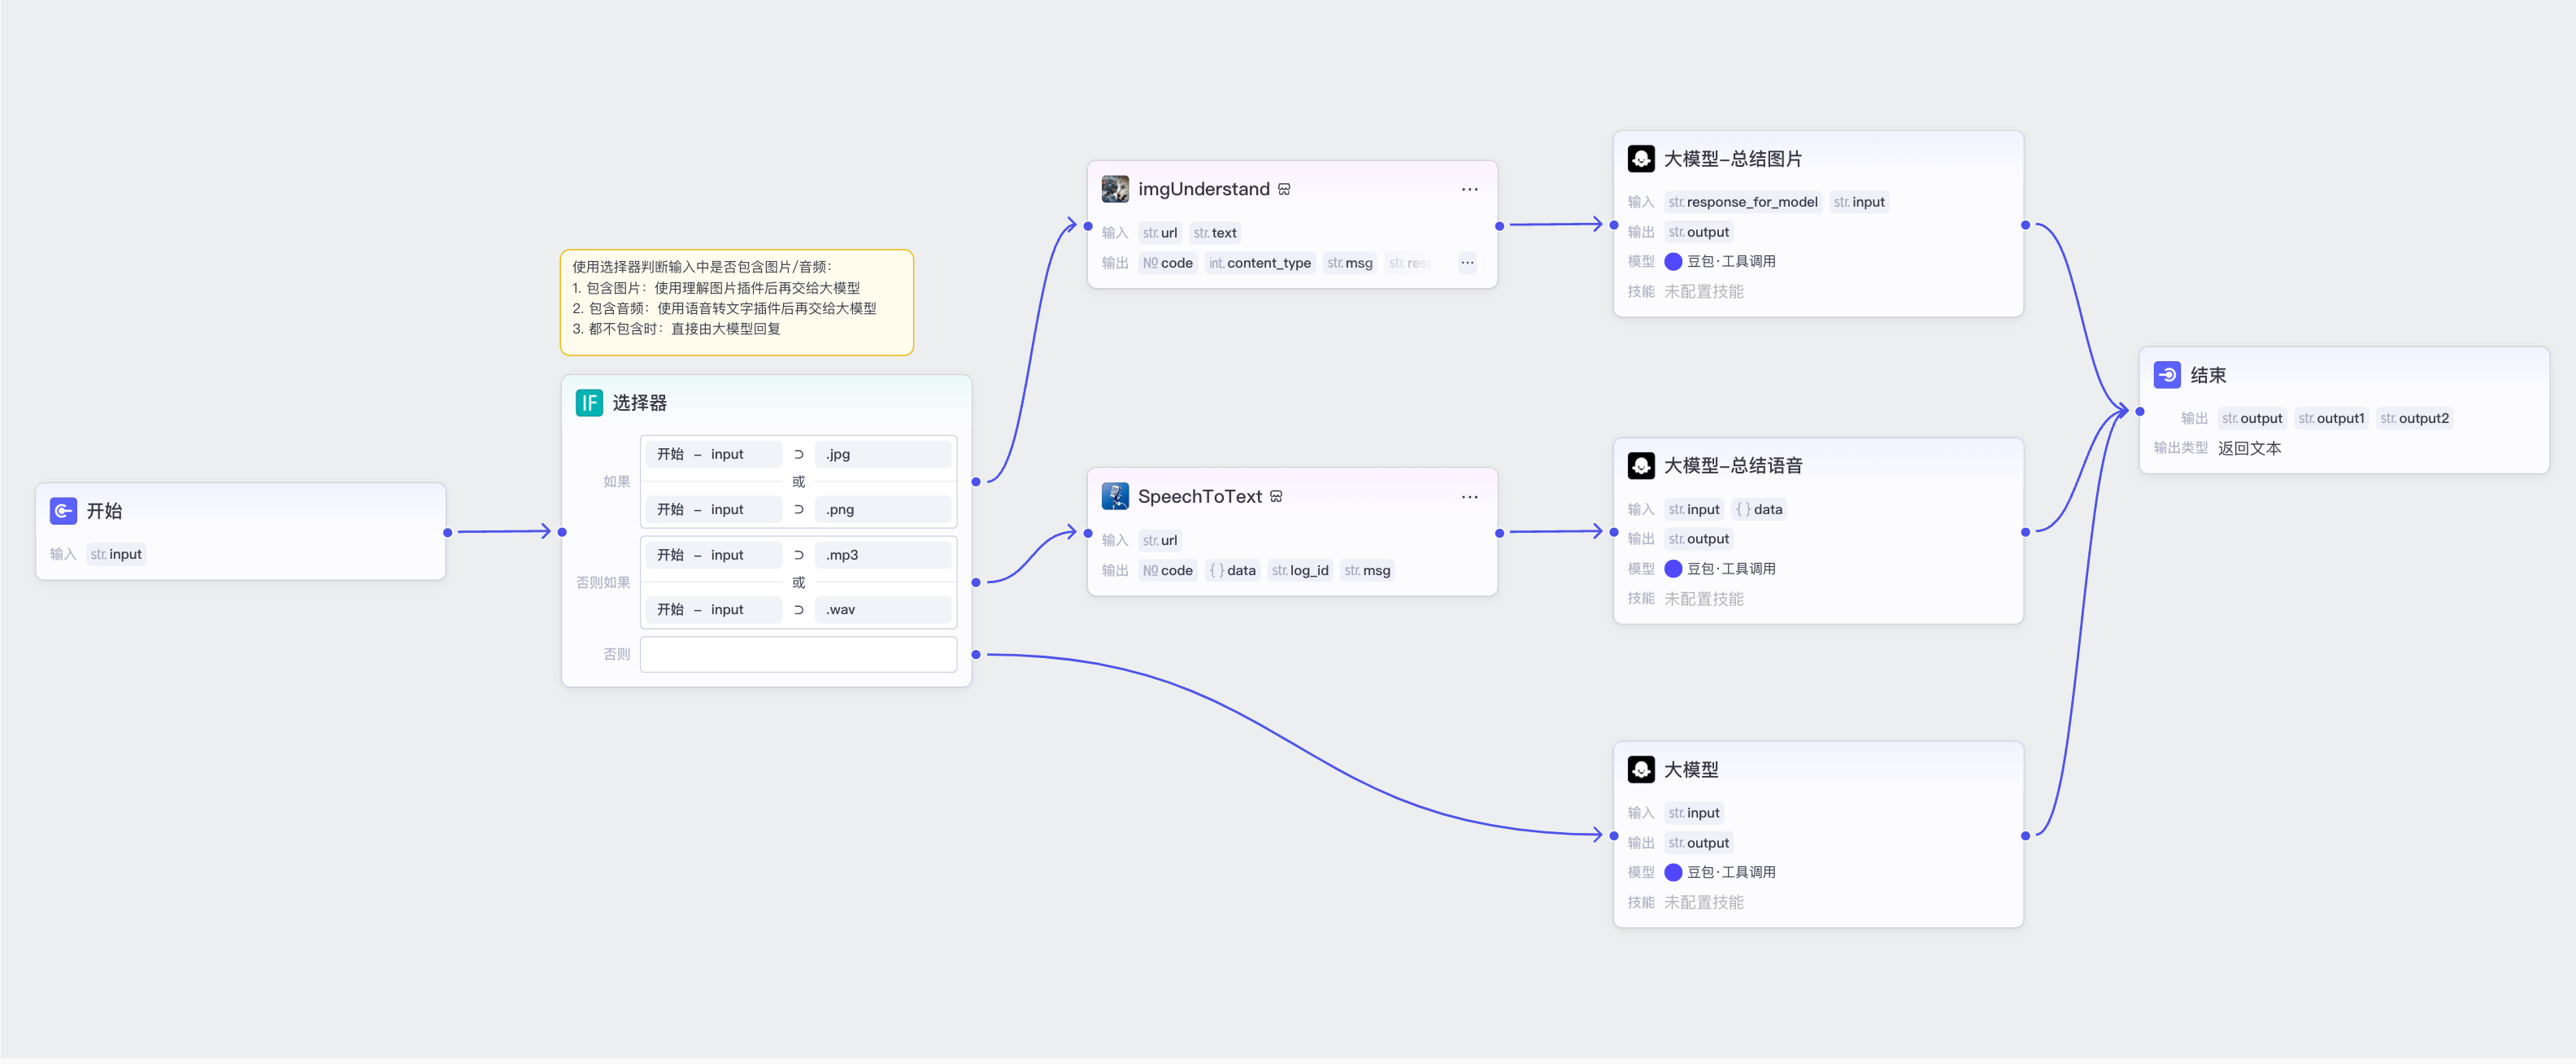 开始
输入 str. input
使用选择器判断输入中是否包含图片/音频：
1. 包含图片：使用理解图片插件后再交给大模型
2. 包含音频：使用语音转文字插件后再交给大模型
3. 都不包含时：直接由大模型回复
IF 选择器
如果
开始 - input ⊃ .jpg
或
开始 - input ⊃ .png
否则如果
开始 - input ⊃ .mp3
或
开始 - input ⊃ .wav
否则
imgUnderstand ...
输入 str. url str. text
输出 № code int. content_type str. msg str. resp ...
SpeechToText ...
输入 str. url
输出 № code { } data str. log_id str. msg
大模型-总结图片
输入 str. response_for_model str. input
输出 str. output
模型 豆包·工具调用
技能 未配置技能
大模型-总结语音
输入 str. input { } data
输出 str. output
模型 豆包·工具调用
技能 未配置技能
大模型
输入 str. input
输出 str. output
模型 豆包·工具调用
技能 未配置技能
结束
输出 str. output str. output1 str. output2
输出类型 返回文本